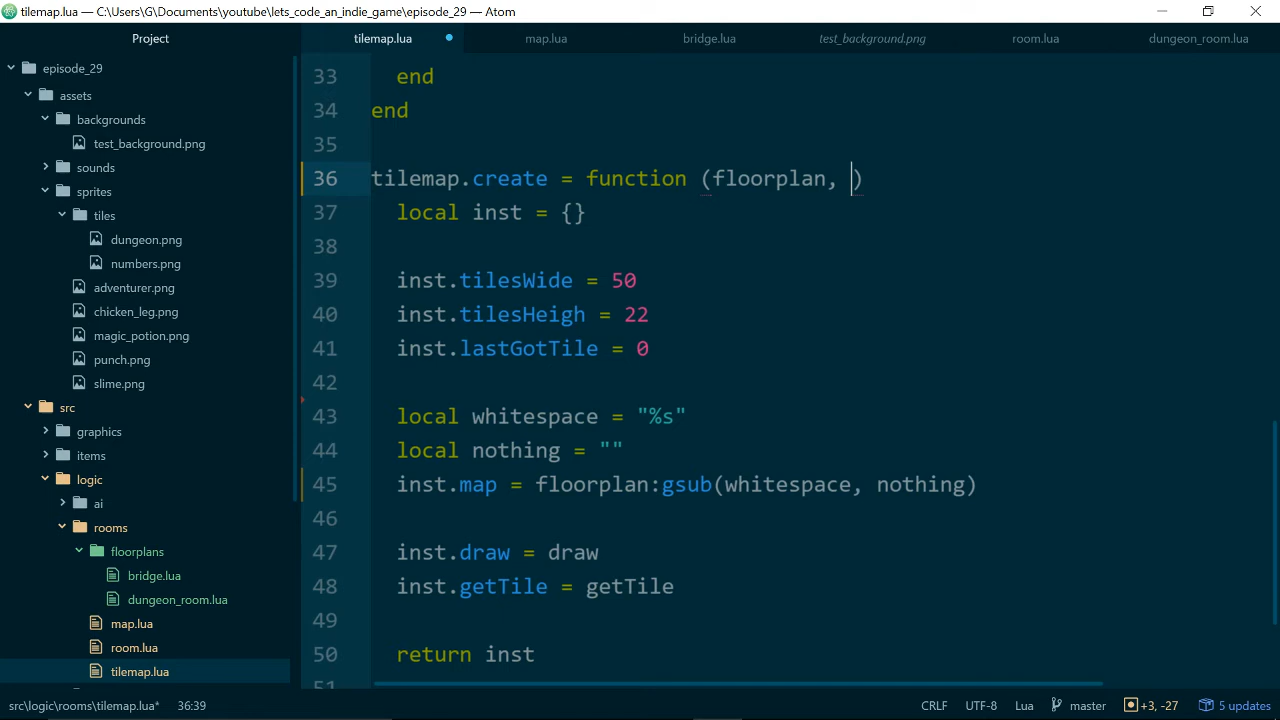 tilemap.lua — C:\Users\G\Documents\youtube\lets_code_an_indie_game\episode_29 — Atom
Project
tilemap.lua
map.lua
bridge.lua
test_background.png
room.lua
dungeon_room.lua
episode_29
assets
backgrounds
test_background.png
sounds
sprites
tiles
dungeon.png
numbers.png
adventurer.png
chicken_leg.png
magic_potion.png
punch.png
slime.png
src
graphics
items
logic
ai
rooms
floorplans
bridge.lua
dungeon_room.lua
map.lua
room.lua
tilemap.lua
33 end
34 end
35
36 tilemap.create = function (floorplan, )
37 local inst = {}
38
39 inst.tilesWide = 50
40 inst.tilesHeigh = 22
41 inst.lastGotTile = 0
42
43 local whitespace = "%s"
44 local nothing = ""
45 inst.map = floorplan:gsub(whitespace, nothing)
46
47 inst.draw = draw
48 inst.getTile = getTile
49
50 return inst
src\logic\rooms\tilemap.lua* 36:39 CRLF UTF-8 Lua master +3, -27 5 updates